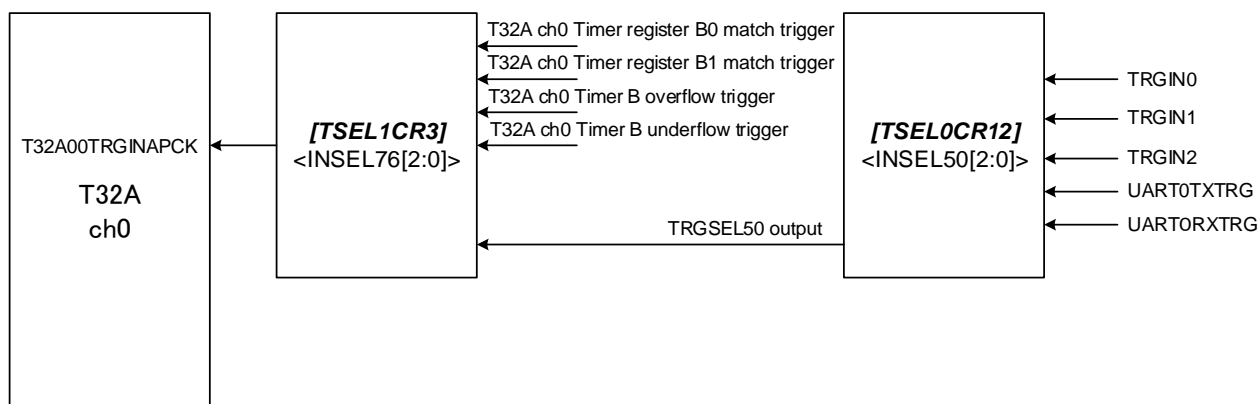 T32A00TRGINAPCK
T32A
ch0
[TSEL1CR3]
<INSEL76[2:0]>
T32A ch0 Timer register B0 match trigger
T32A ch0 Timer register B1 match trigger
T32A ch0 Timer B overflow trigger
T32A ch0 Timer B underflow trigger
TRGSEL50 output
[TSEL0CR12]
<INSEL50[2:0]>
TRGIN0
TRGIN1
TRGIN2
UART0TXTRG
UART0RXTRG